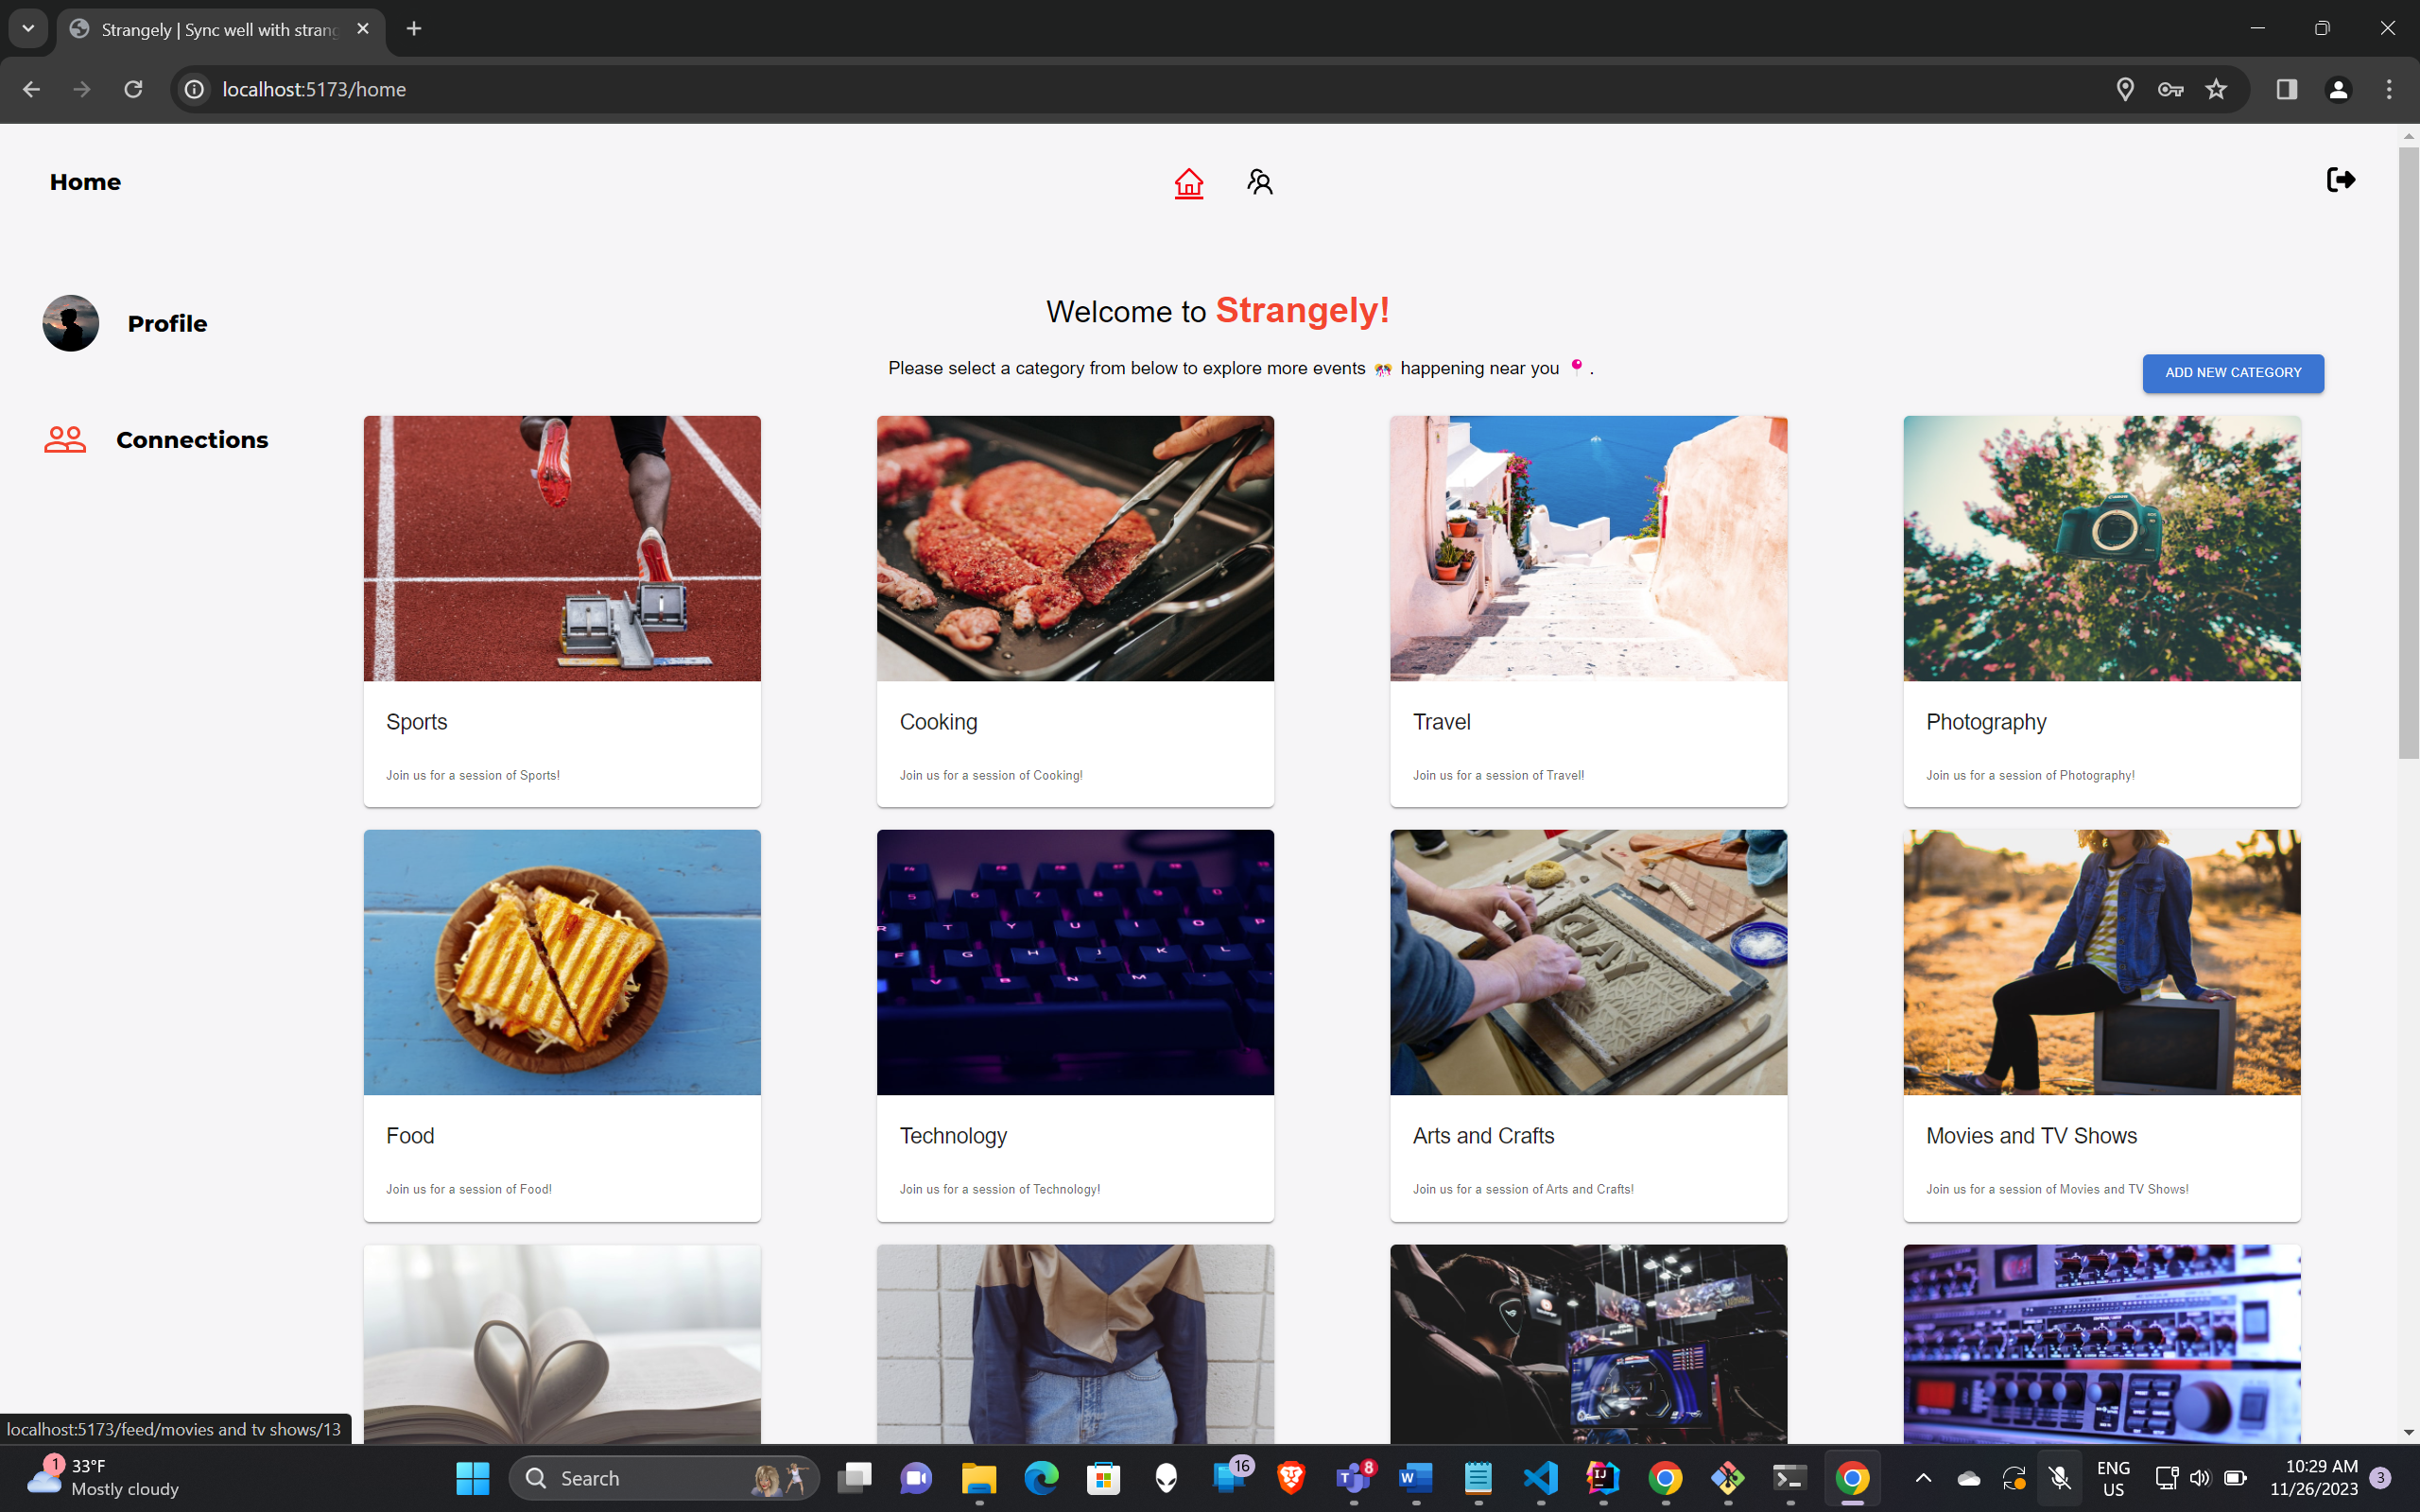 Strangely | Sync well with strang
localhost:5173/home
Home
Welcome to Strangely!
Profile
Please select a category from below to explore more events 🎊 happening near you 📍.
ADD NEW CATEGORY
Connections
Sports
Cooking
Travel
Photography
Join us for a session of Sports!
Join us for a session of Cooking!
Join us for a session of Travel!
Join us for a session of Photography!
Food
Technology
Arts and Crafts
Movies and TV Shows
Join us for a session of Food!
Join us for a session of Technology!
Join us for a session of Arts and Crafts!
Join us for a session of Movies and TV Shows!
localhost:5173/feed/movies and tv shows/13
1
33°F
Mostly cloudy
Search
16
8
ENG
US
10:29 AM
11/26/2023
3